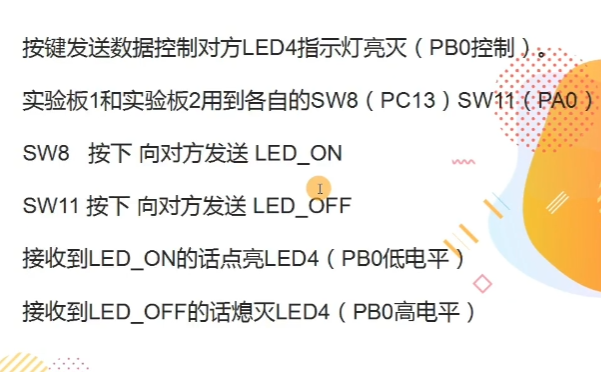 按键发送数据控制对方LED4指示灯亮灭（PB0控制）。
实验板1和实验板2用到各自的SW8（PC13）SW11（PA0）
SW8 按下 向对方发送 LED_ON
SW11 按下 向对方发送 LED_OFF
接收到LED_ON的话点亮LED4（PB0低电平）
接收到LED_OFF的话熄灭LED4（PB0高电平）